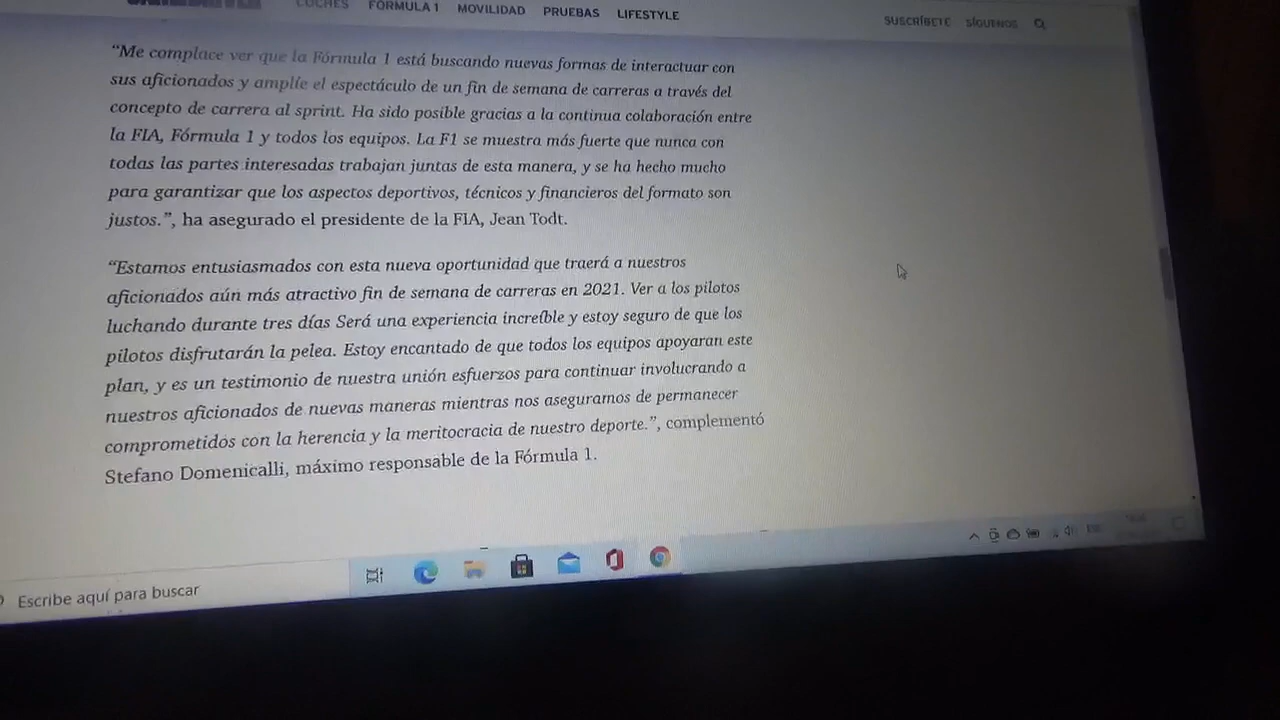 COCHES FÓRMULA 1 MOVILIDAD PRUEBAS LIFESTYLE SUSCRÍBETE SÍGUENOS
“Me complace ver que la Fórmula 1 está buscando nuevas formas de interactuar con
sus aficionados y amplíe el espectáculo de un fin de semana de carreras a través del
concepto de carrera al sprint. Ha sido posible gracias a la continua colaboración entre
la FIA, Fórmula 1 y todos los equipos. La F1 se muestra más fuerte que nunca con
todas las partes interesadas trabajan juntas de esta manera, y se ha hecho mucho
para garantizar que los aspectos deportivos, técnicos y financieros del formato son
justos.”, ha asegurado el presidente de la FIA, Jean Todt.
“Estamos entusiasmados con esta nueva oportunidad que traerá a nuestros
aficionados aún más atractivo fin de semana de carreras en 2021. Ver a los pilotos
luchando durante tres días Será una experiencia increíble y estoy seguro de que los
pilotos disfrutarán la pelea. Estoy encantado de que todos los equipos apoyaran este
plan, y es un testimonio de nuestra unión esfuerzos para continuar involucrando a
nuestros aficionados de nuevas maneras mientras nos aseguramos de permanecer
comprometidos con la herencia y la meritocracia de nuestro deporte.”, complementó
Stefano Domenicalli, máximo responsable de la Fórmula 1.
Escribe aquí para buscar